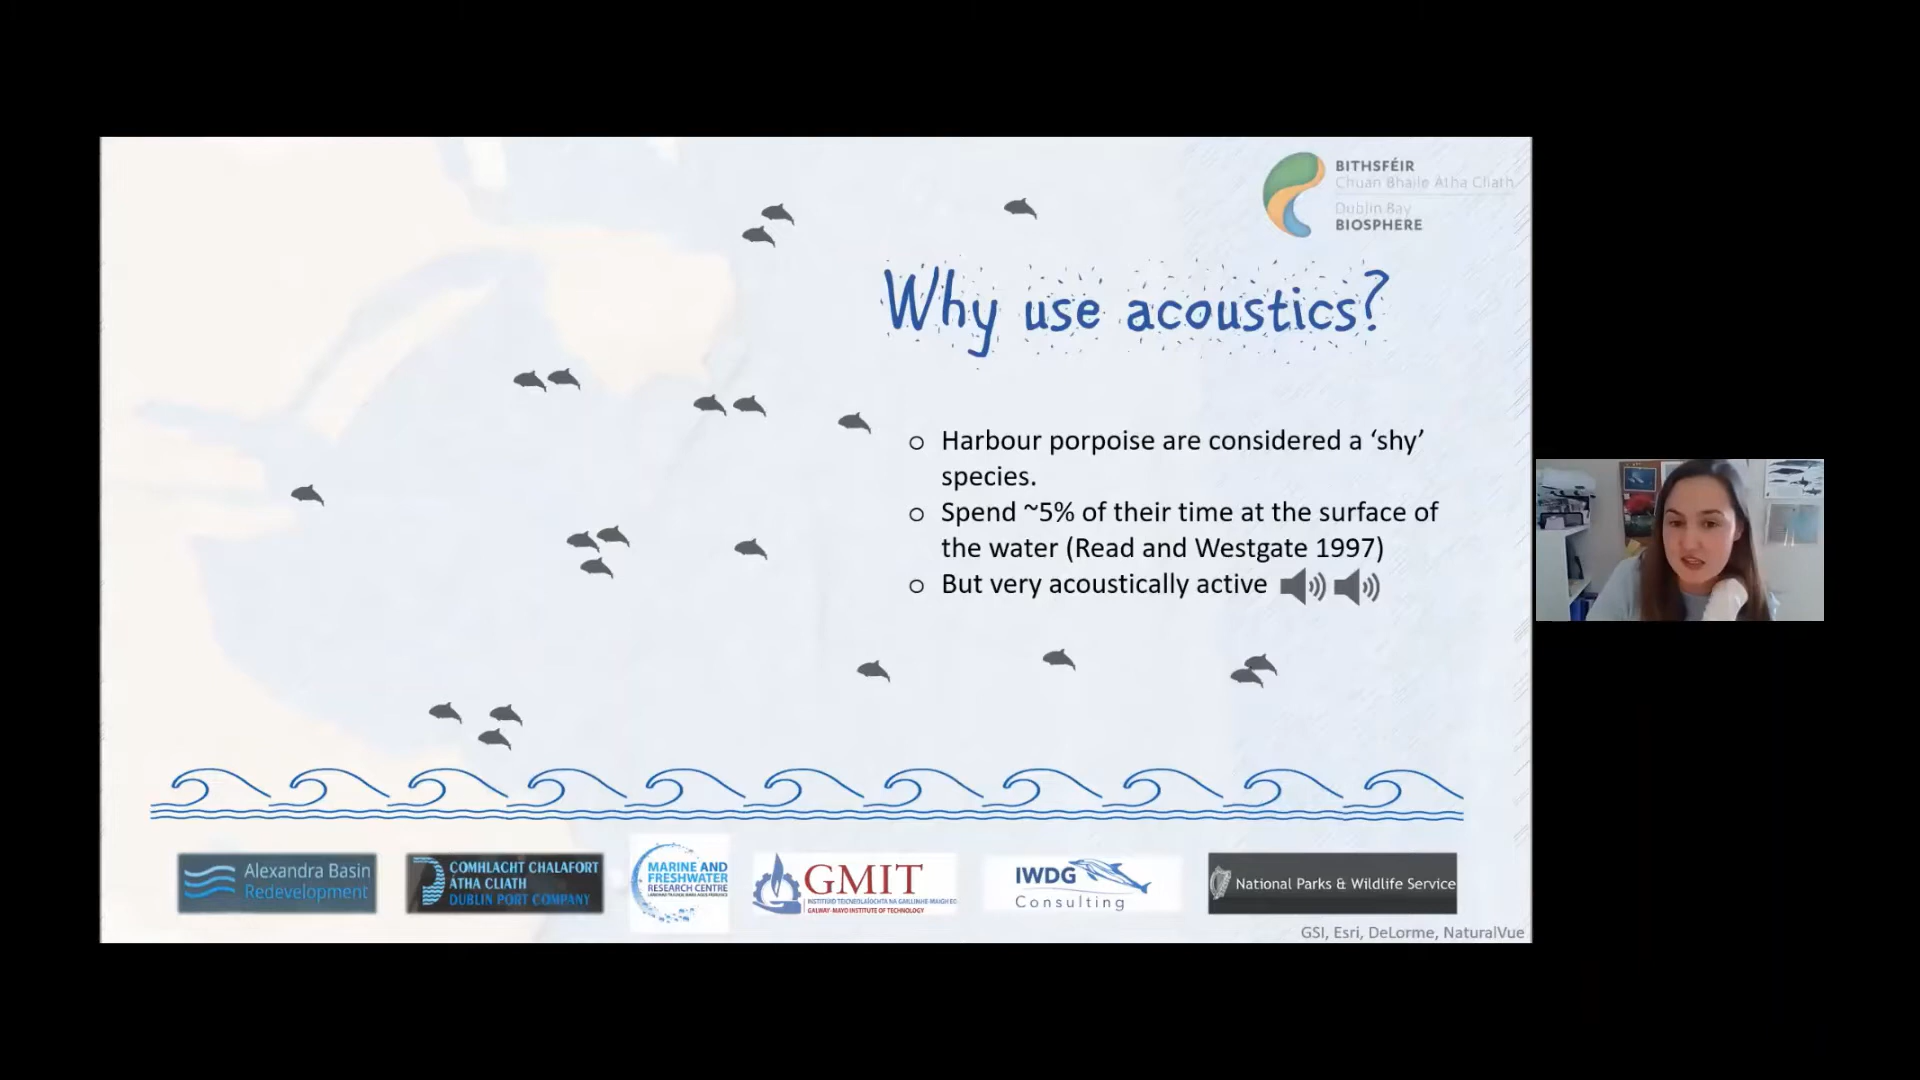 BITHSFÉIR
Chuan Bhaile Átha Cliath
Dublin Bay
BIOSPHERE
Why use acoustics?
o Harbour porpoise are considered a ‘shy’
species.
o Spend ~5% of their time at the surface of
the water (Read and Westgate 1997)
o But very acoustically active
Alexandra Basin
Redevelopment
COMHLACHT CHALAFORT
ÁTHA CLIATH
DUBLIN PORT COMPANY
MARINE AND
FRESHWATER
RESEARCH CENTRE
GMIT
INSTITIÚID TEICNEOLAÍOCHTA NA GAILLIMHE-MAIGH EO
GALWAY-MAYO INSTITUTE OF TECHNOLOGY
IWDG
Consulting
National Parks & Wildlife Service
GSI, Esri, DeLorme, NaturalVue